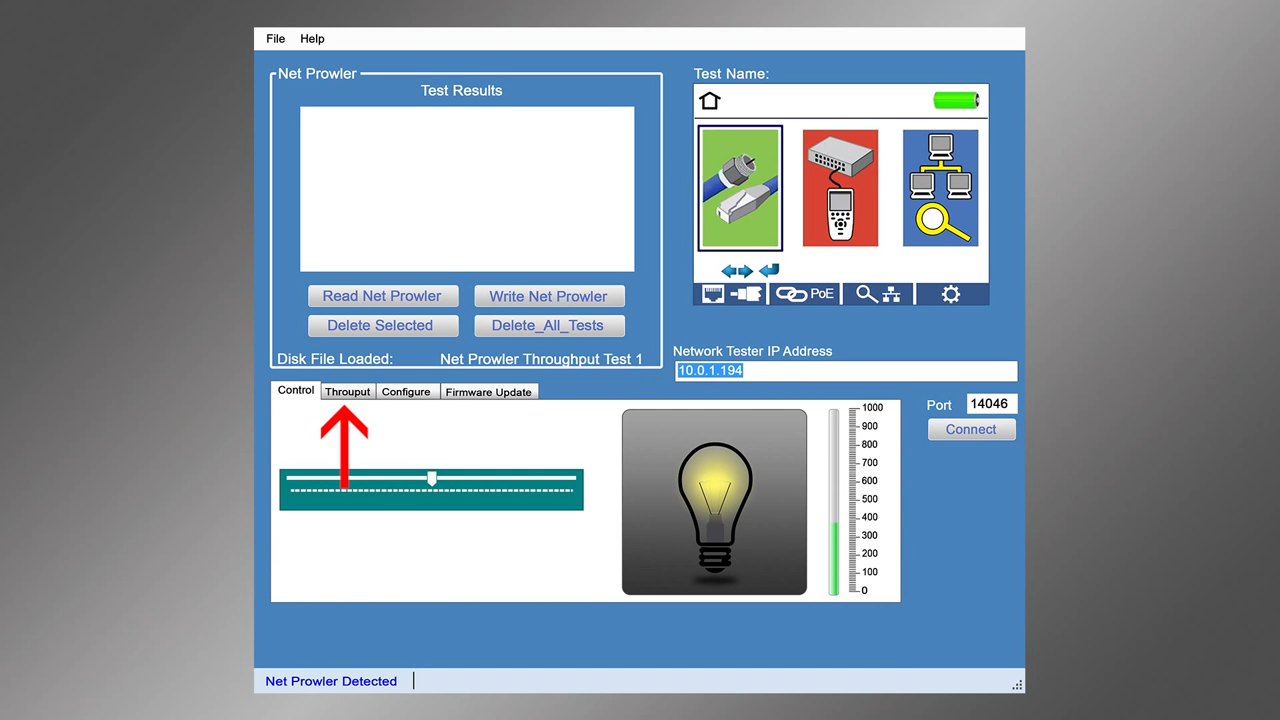 File Help
Net Prowler
Test Results
Read Net Prowler Write Net Prowler
Delete Selected Delete_All_Tests
Disk File Loaded: Net Prowler Throughput Test 1
Test Name:
PoE
Network Tester IP Address
10.0.1.194
Port 14046
Connect
Control Throuput Configure Firmware Update
1000
900
800
700
600
500
400
300
200
100
0
Net Prowler Detected